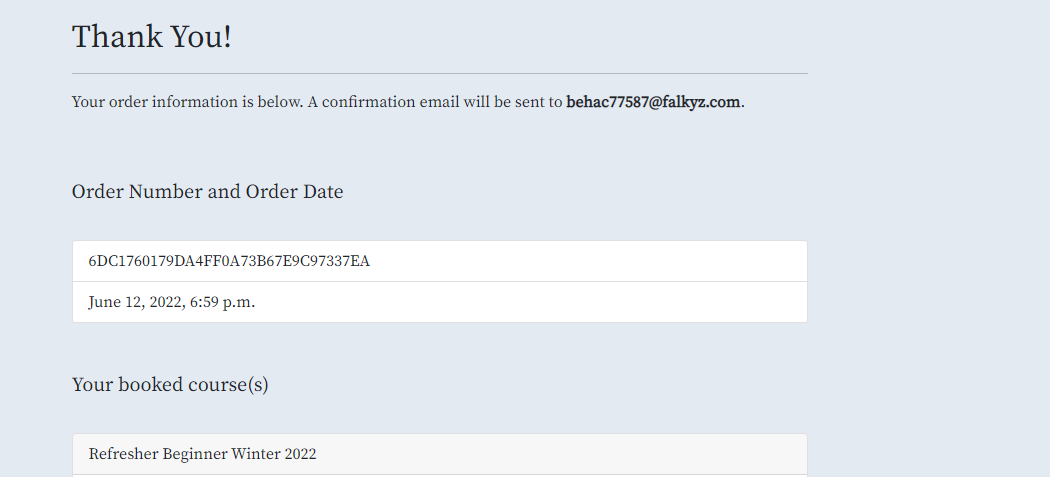 Thank You!
Your order information is below. A confirmation email will be sent to behac77587@falkyz.com.
Order Number and Order Date
6DC1760179DA4FF0A73B67E9C97337EA
June 12, 2022, 6:59 p.m.
Your booked course(s)
Refresher Beginner Winter 2022